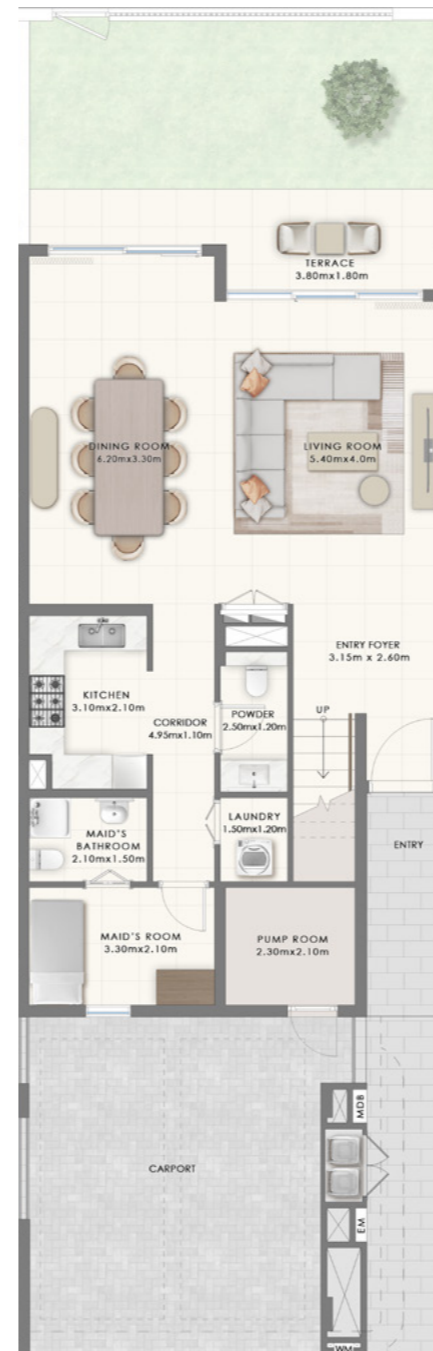 TERRACE
3.80mx1.80m
DINING ROOM
6.20mx3.30m
LIVING ROOM
5.40mx4.0m
ENTRY FOYER
3.15m x 2.60m
KITCHEN
3.10mx2.10m
CORRIDOR
4.95mx1.10m
POWDER
2.50mx1.20m
UP
LAUNDRY
1.50mx1.20m
MAID'S
BATHROOM
2.10mx1.50m
ENTRY
MAID'S ROOM
3.30mx2.10m
PUMP ROOM
2.30mx2.10m
MDB
CARPORT
EM
WM